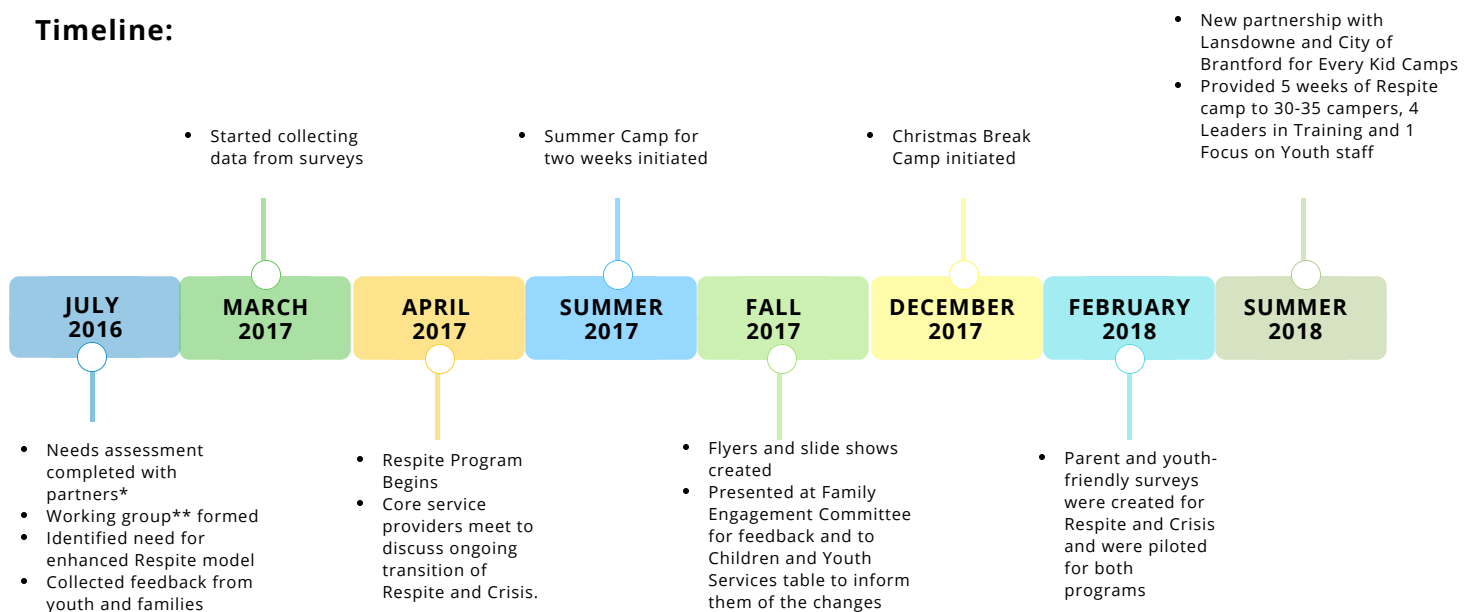 Timeline:
• New partnership with
Lansdowne and City of
Brantford for Every Kid Camps
• Provided 5 weeks of Respite
camp to 30-35 campers, 4
Leaders in Training and 1
Focus on Youth staff
• Started collecting
data from surveys
• Summer Camp for
two weeks initiated
• Christmas Break
Camp initiated
JULY
2016
MARCH
2017
APRIL
2017
SUMMER
2017
FALL
2017
DECEMBER
2017
FEBRUARY
2018
SUMMER
2018
• Needs assessment
completed with
partners*
• Working group** formed
• Identified need for
enhanced Respite model
• Collected feedback from
youth and families
• Respite Program
Begins
• Core service
providers meet to
discuss ongoing
transition of
Respite and Crisis.
• Flyers and slide shows
created
• Presented at Family
Engagement Committee
for feedback and to
Children and Youth
Services table to inform
them of the changes
• Parent and youth-
friendly surveys
were created for
Respite and Crisis
and were piloted
for both
programs